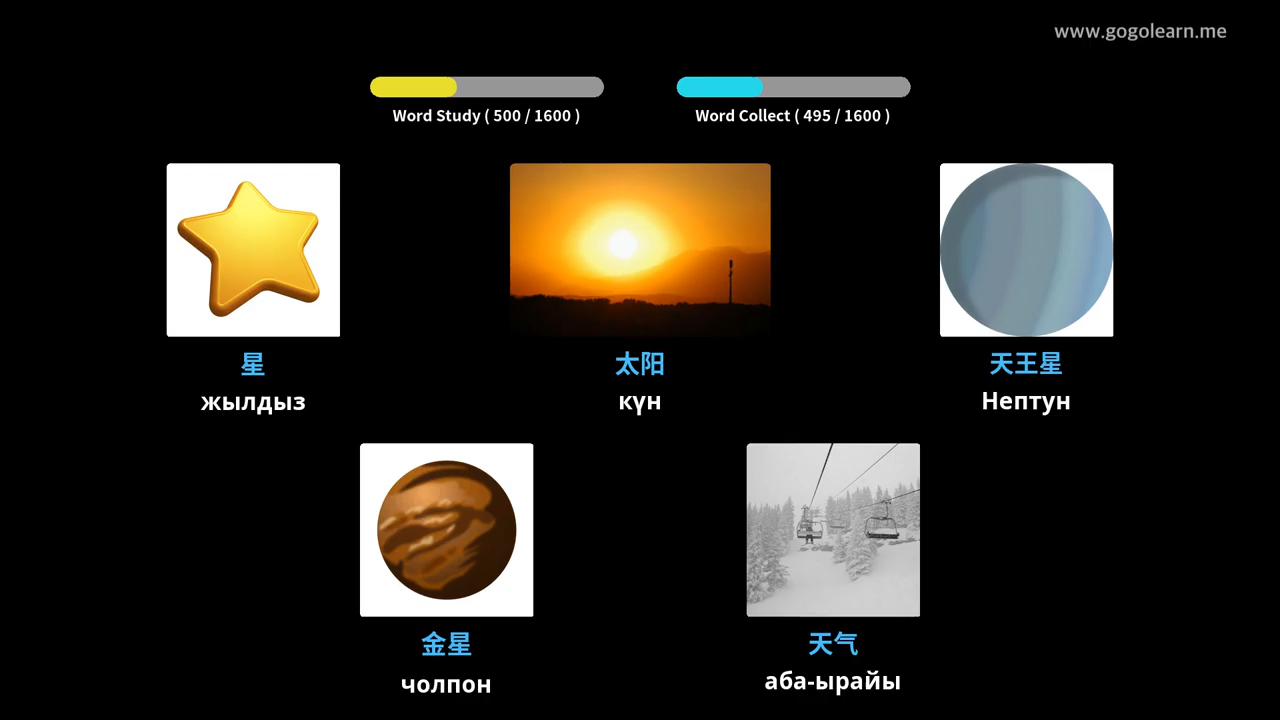 www.gogolearn.me
Word Study ( 500 / 1600 )
Word Collect ( 495 / 1600 )
星
жылдыз
太阳
күн
天王星
Нептун
金星
чолпон
天气
аба-ырайы